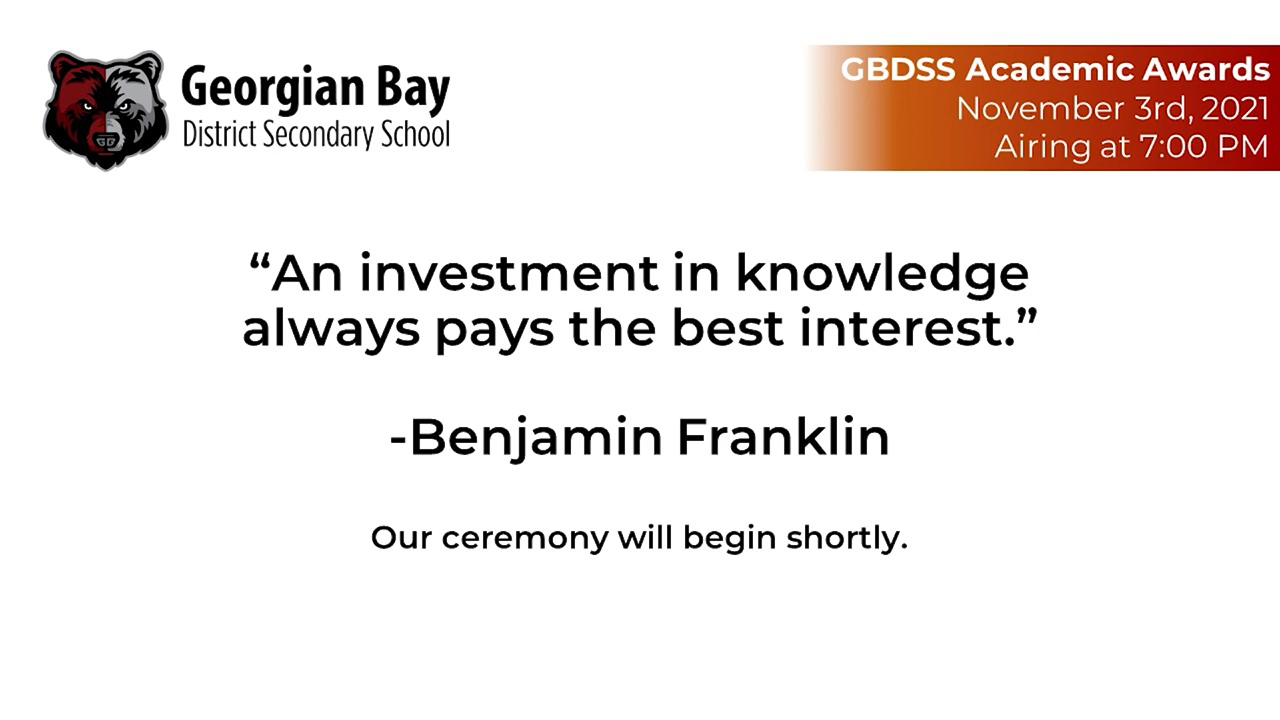 Georgian Bay
District Secondary School
GBDSS Academic Awards
November 3rd, 2021
Airing at 7:00 PM
“An investment in knowledge
always pays the best interest.”
-Benjamin Franklin
Our ceremony will begin shortly.